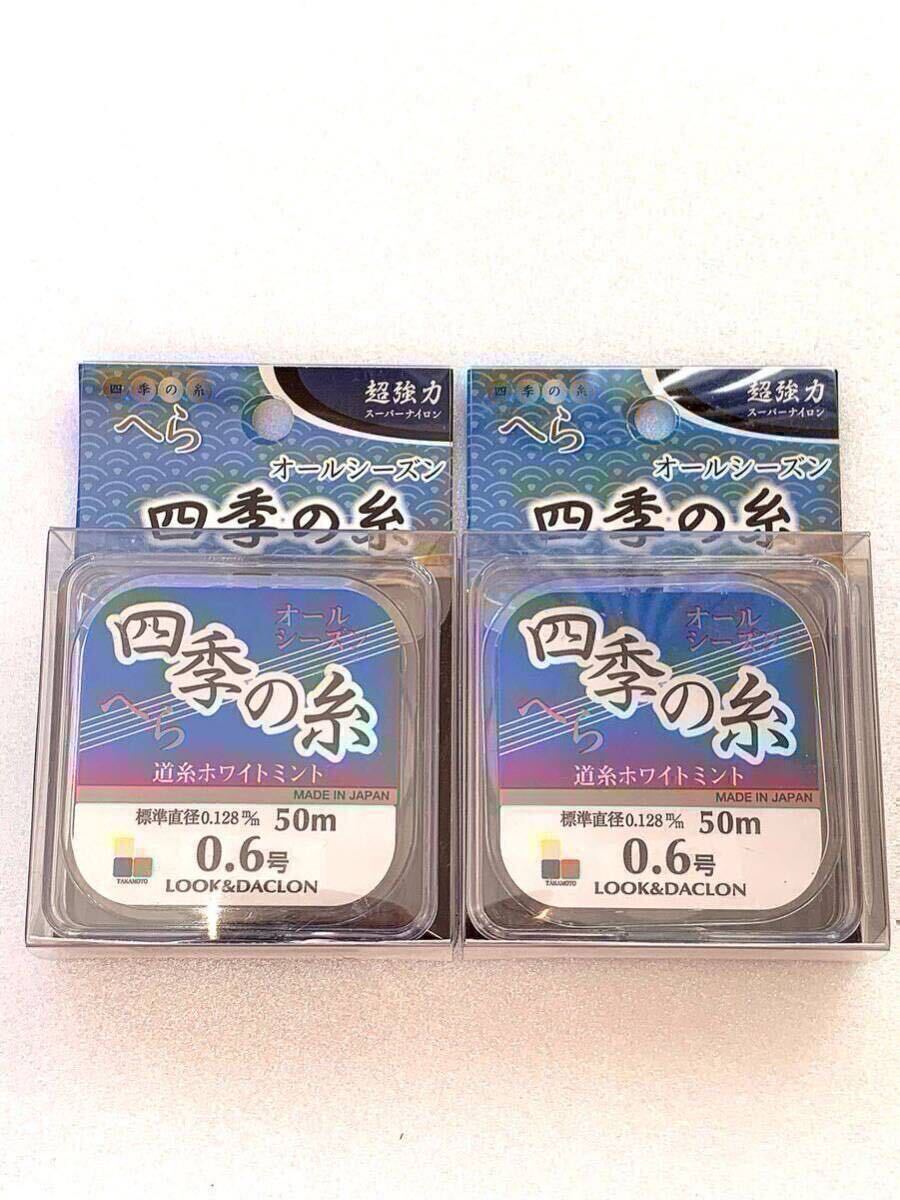 四季の糸
へら
超強力
スーパーナイロン
オールシーズン
四季の糸
オール
シーズン
四季の糸
へら
道糸ホワイトミント
MADE IN JAPAN
標準直径0.128m/m 50m
0.6号
TAKAMOTO
LOOK&DACLON
四季の糸
へら
超強力
スーパーナイロン
オールシーズン
四季の糸
オール
シーズン
四季の糸
へら
道糸ホワイトミント
MADE IN JAPAN
標準直径0.128m/m 50m
0.6号
TAKAMOTO
LOOK&DACLON